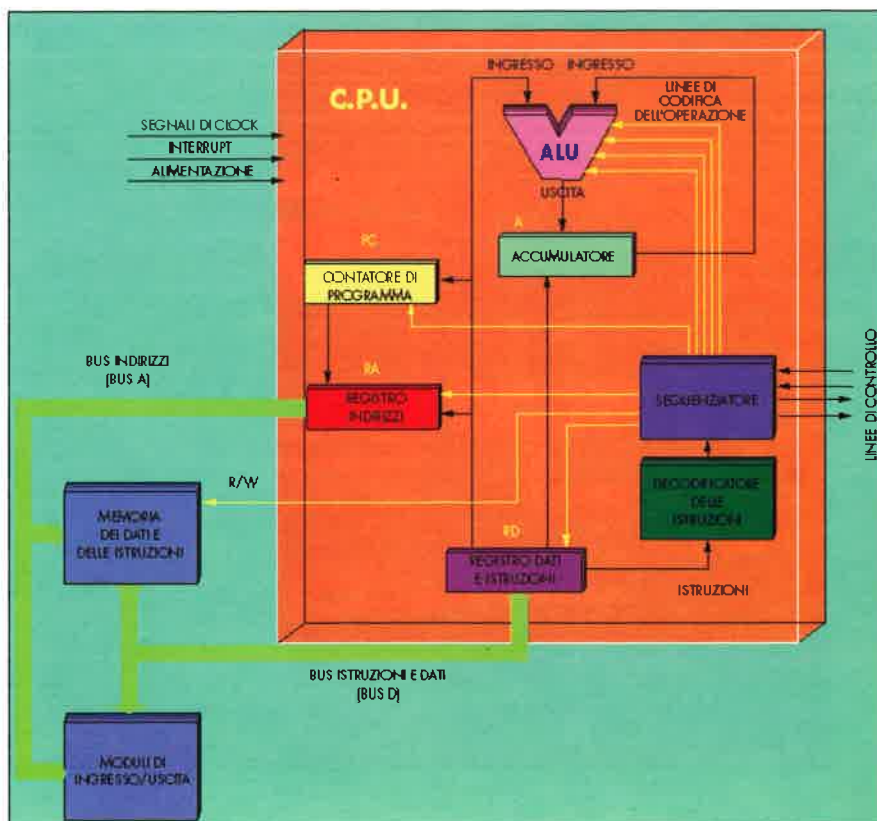 INGRESSO INGRESSO
C.P.U.
LINEE DI
CODIFICA
DELL'OPERAZIONE
SEGNALI DI CLOCK
INTERRUPT
ALIMENTAZIONE
ALU
USCITA
A
ACCUMULATORE
PC
CONTATORE DI
PROGRAMMA
BUS INDIRIZZI
(BUS A)
RA
REGISTRO
INDIRIZZI
SEQUENZIATORE
LINEE DI CONTROLLO
R/W
MEMORIA
DEI DATI E
DELLE ISTRUZIONI
DECODIFICATORE
DELLE
ISTRUZIONI
RD
REGISTRO DATI
E ISTRUZIONI
ISTRUZIONI
BUS ISTRUZIONI E DATI
(BUS D)
MODULI DI
INGRESSO/USCITA